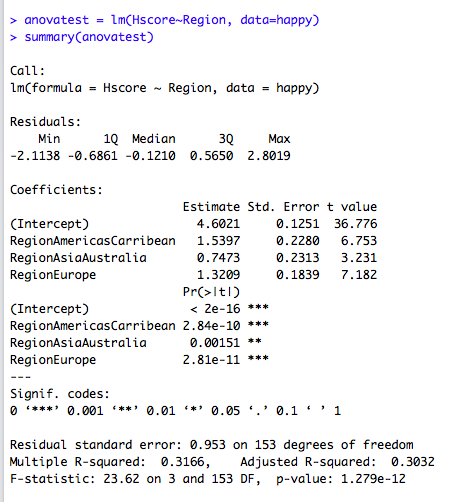 > anovatest = lm(Hscore~Region, data=happy)
> summary(anovatest)
Call:
lm(formula = Hscore ~ Region, data = happy)
Residuals:
    Min      1Q  Median      3Q     Max
-2.1138 -0.6861 -0.1210  0.5650  2.8019
Coefficients:
                        Estimate Std. Error t value
(Intercept)               4.6021     0.1251  36.776
RegionAmericasCarribean   1.5397     0.2280   6.753
RegionAsiaAustralia       0.7473     0.2313   3.231
RegionEurope              1.3209     0.1839   7.182
                        Pr(>|t|)
(Intercept)              < 2e-16 ***
RegionAmericasCarribean 2.84e-10 ***
RegionAsiaAustralia      0.00151 **
RegionEurope            2.81e-11 ***
---
Signif. codes:
0 ‘***’ 0.001 ‘**’ 0.01 ‘*’ 0.05 ‘.’ 0.1 ‘ ’ 1
Residual standard error: 0.953 on 153 degrees of freedom
Multiple R-squared:  0.3166,    Adjusted R-squared:  0.3032
F-statistic: 23.62 on 3 and 153 DF,  p-value: 1.279e-12